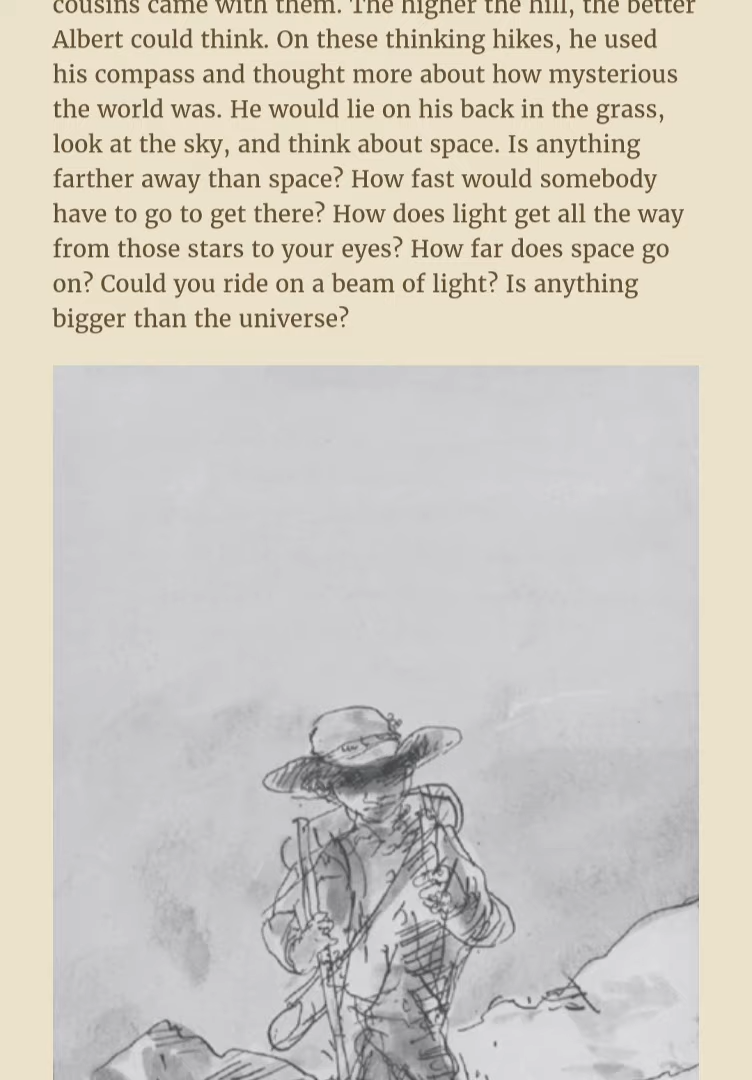 cousins came with them. The higher the hill, the better
Albert could think. On these thinking hikes, he used
his compass and thought more about how mysterious
the world was. He would lie on his back in the grass,
look at the sky, and think about space. Is anything
farther away than space? How fast would somebody
have to go to get there? How does light get all the way
from those stars to your eyes? How far does space go
on? Could you ride on a beam of light? Is anything
bigger than the universe?